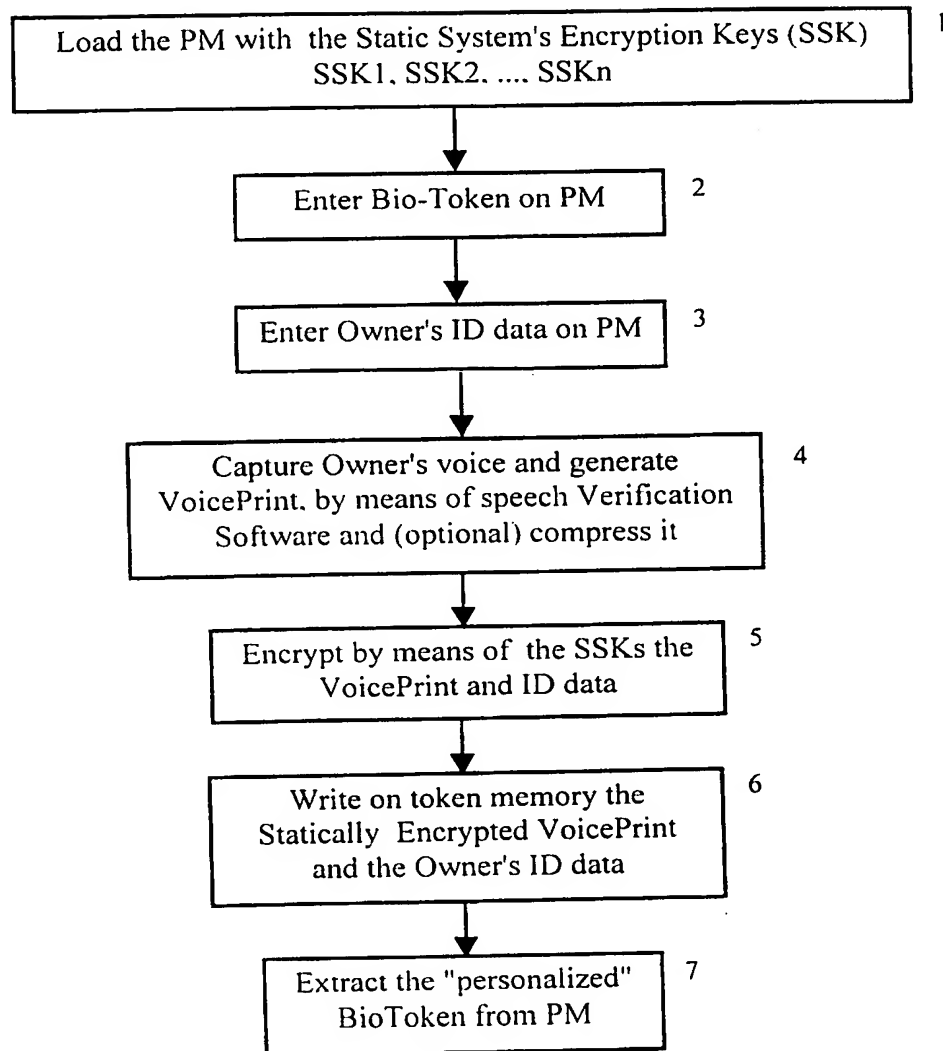 Load the PM with the Static System's Encryption Keys (SSK)
SSK1, SSK2, ...., SSKn
1
Enter Bio-Token on PM
2
Enter Owner's ID data on PM
3
Capture Owner's voice and generate
VoicePrint, by means of speech Verification
Software and (optional) compress it
4
Encrypt by means of the SSKs the
VoicePrint and ID data
5
Write on token memory the
Statically Encrypted VoicePrint
and the Owner's ID data
6
Extract the "personalized"
BioToken from PM
7